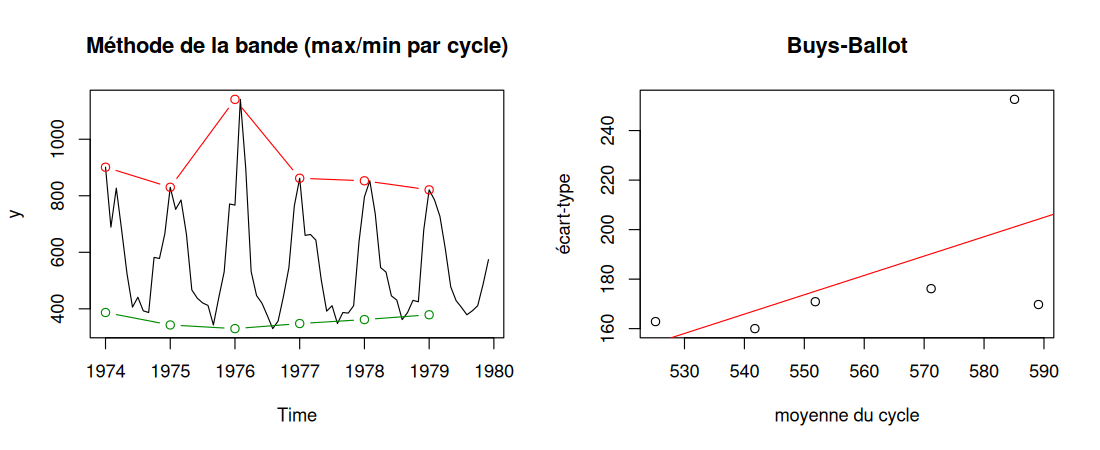 Méthode de la bande (max/min par cycle)
y
400 600 800 1000
1974 1975 1976 1977 1978 1979 1980
Time
Buys-Ballot
écart-type
160 180 200 220 240
530 540 550 560 570 580 590
moyenne du cycle